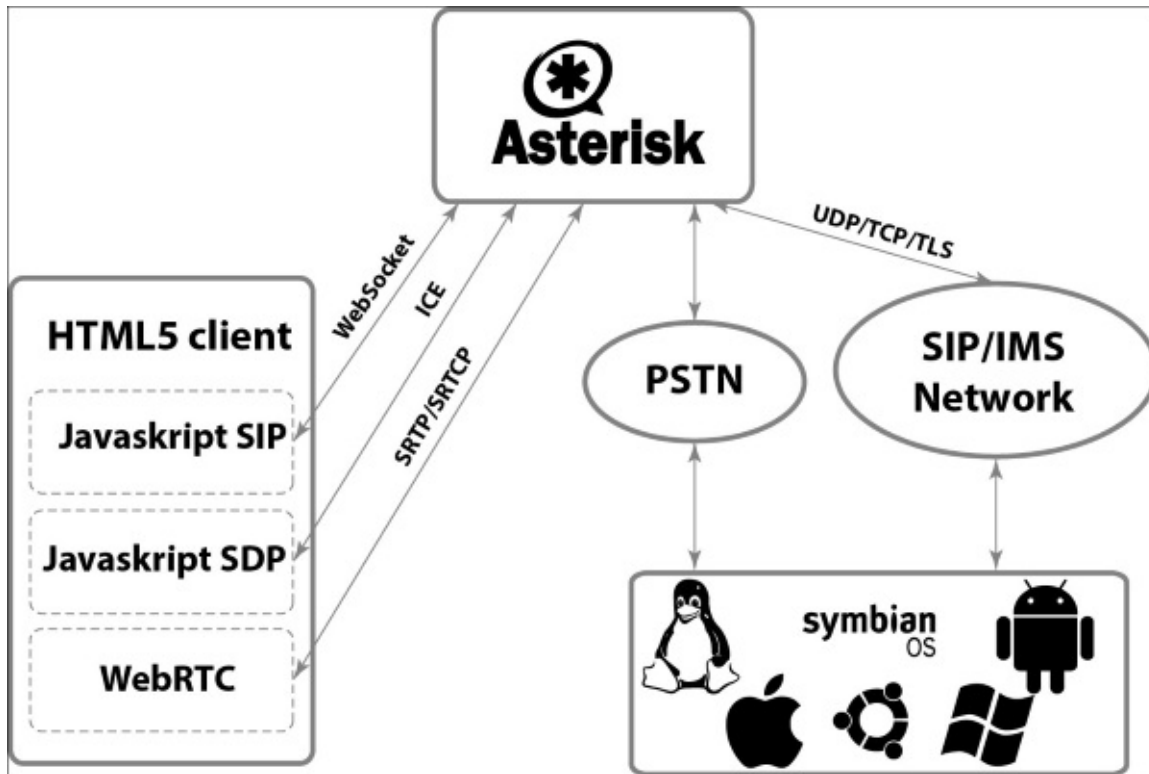 Asterisk
WebSocket
ICE
SRTP/SRTCP
UDP/TCP/TLS
HTML5 client
Javaskript SIP
Javaskript SDP
WebRTC
PSTN
SIP/IMS
Network
symbian
OS